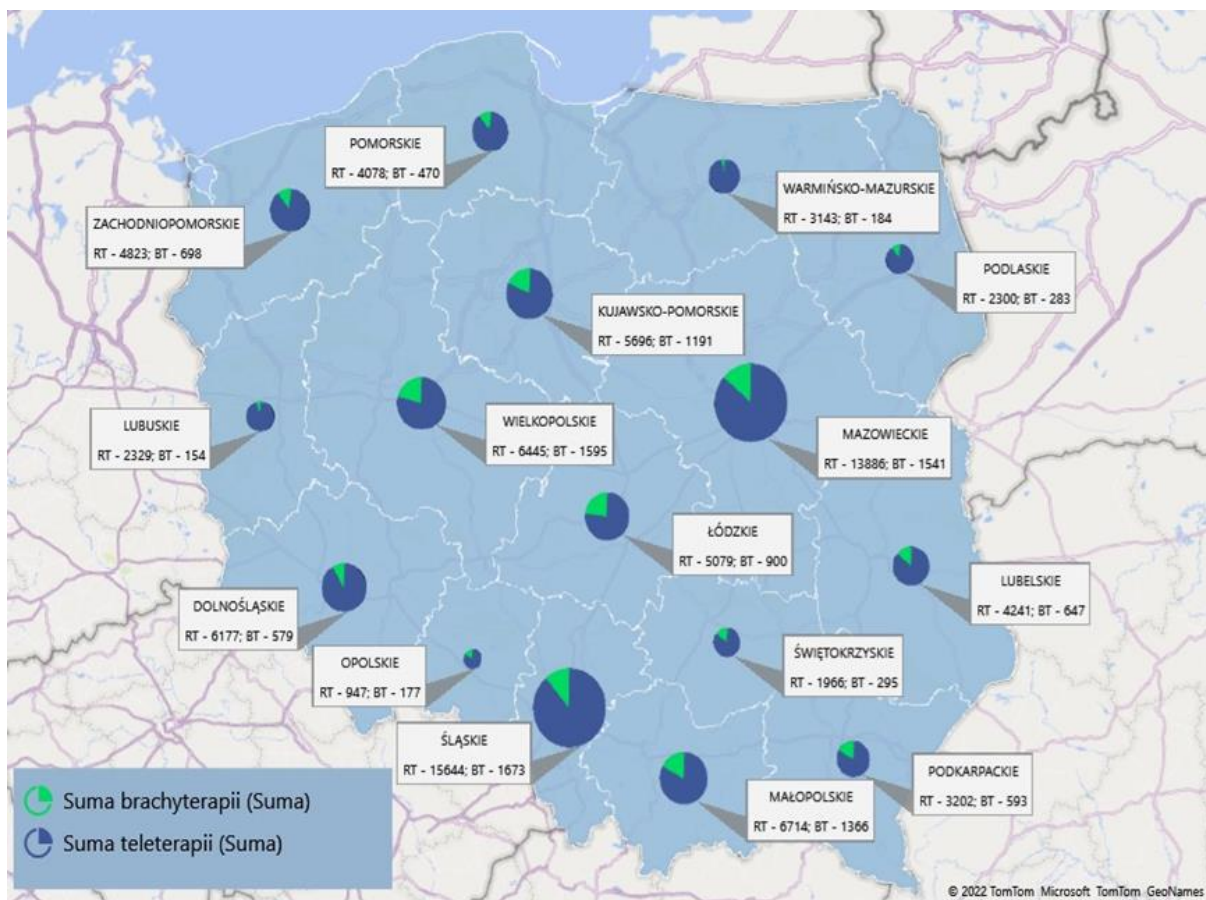 POMORSKIE
RT - 4078; BT - 470
WARMIŃSKO-MAZURSKIE
RT - 3143; BT - 184
ZACHODNIOPOMORSKIE
RT - 4823; BT - 698
PODLASKIE
RT - 2300; BT - 283
KUJAWSKO-POMORSKIE
RT - 5696; BT - 1191
LUBUSKIE
RT - 2329; BT - 154
WIELKOPOLSKIE
RT - 6445; BT - 1595
MAZOWIECKIE
RT - 13886; BT - 1541
ŁÓDZKIE
RT - 5079; BT - 900
LUBELSKIE
RT - 4241; BT - 647
DOLNOŚLĄSKIE
RT - 6177; BT - 579
OPOLSKIE
RT - 947; BT - 177
ŚWIĘTOKRZYSKIE
RT - 1966; BT - 295
ŚLĄSKIE
RT - 15644; BT - 1673
MAŁOPOLSKIE
RT - 6714; BT - 1366
PODKARPACKIE
RT - 3202; BT - 593
Suma brachyterapii (Suma)
Suma teleterapii (Suma)
© 2022 TomTom Microsoft TomTom GeoNames